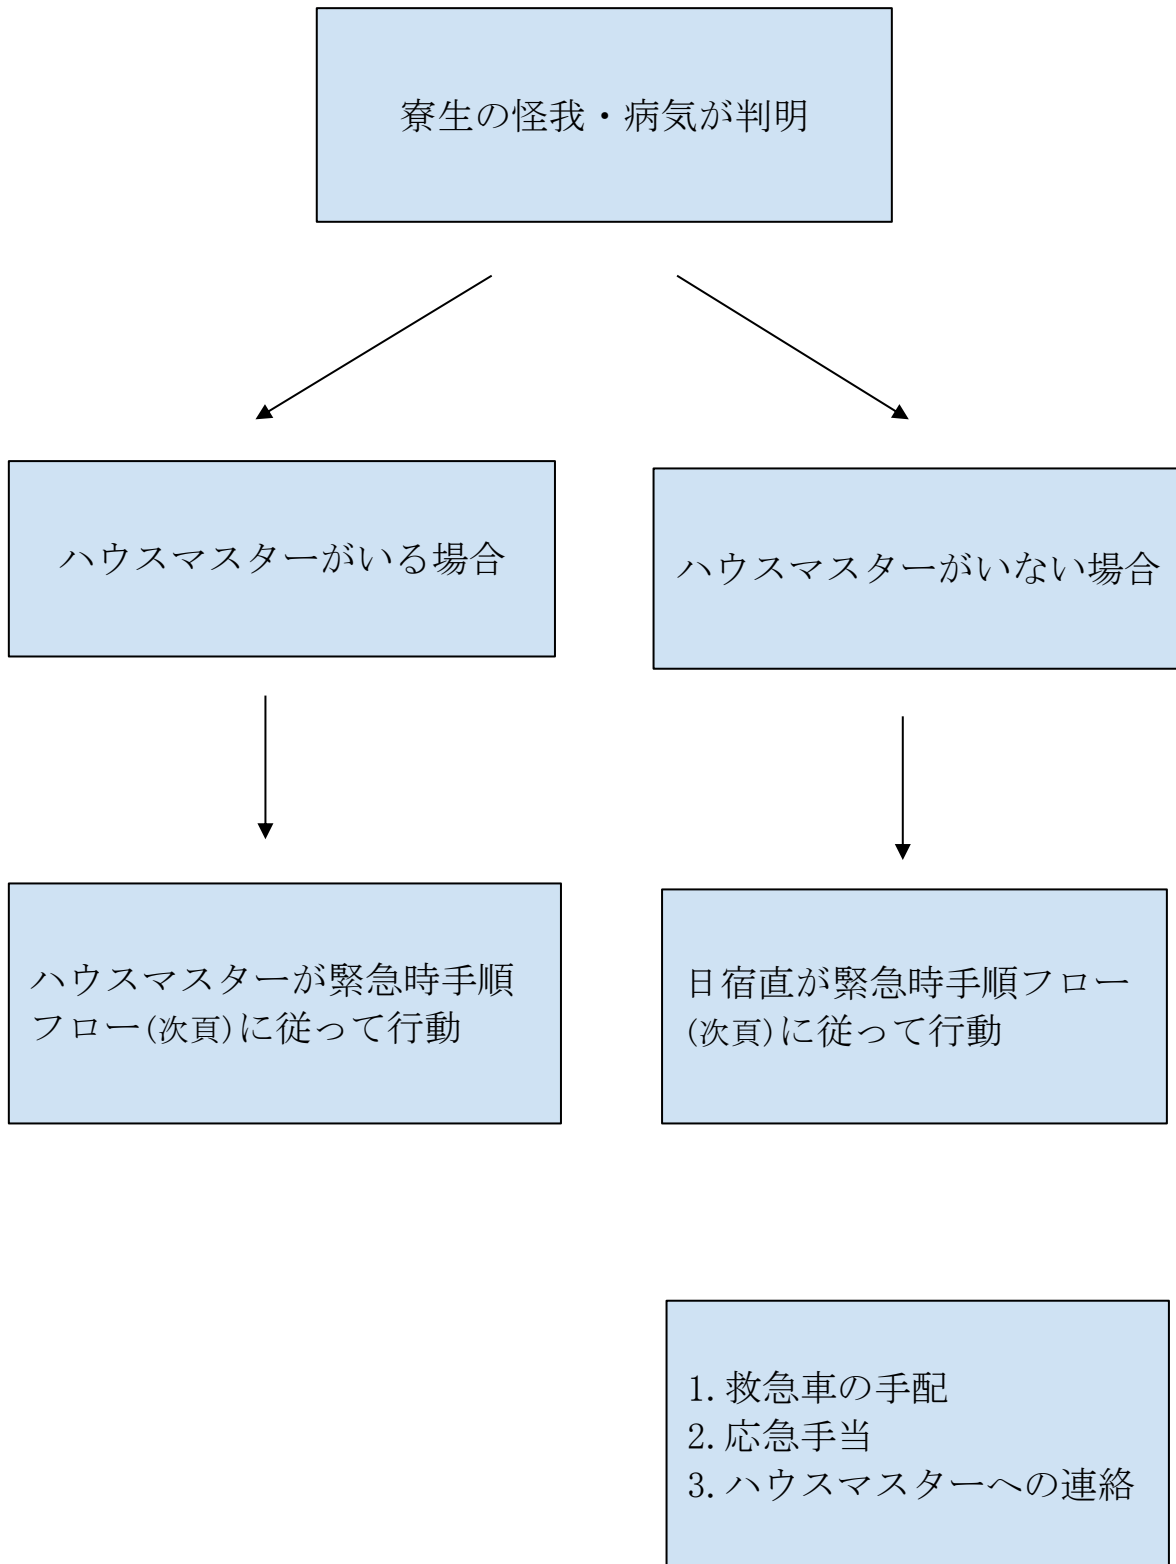 寮生の怪我・病気が判明
ハウスマスターがいる場合
ハウスマスターがいない場合
ハウスマスターが緊急時手順
フロー(次頁)に従って行動
日宿直が緊急時手順フロー
(次頁)に従って行動
1. 救急車の手配
2. 応急手当
3. ハウスマスターへの連絡